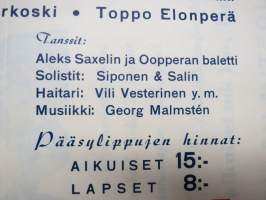 rkoski • Toppo Elonperä
Tanssit:
Aleks Saxelin ja Oopperan baletti
Solistit: Siponen & Salin
Haitari: Vili Vesterinen y. m.
Musiikki: Georg Malmstén
Pääsylippujen hinnat:
AIKUISET 15:-
LAPSET 8:-